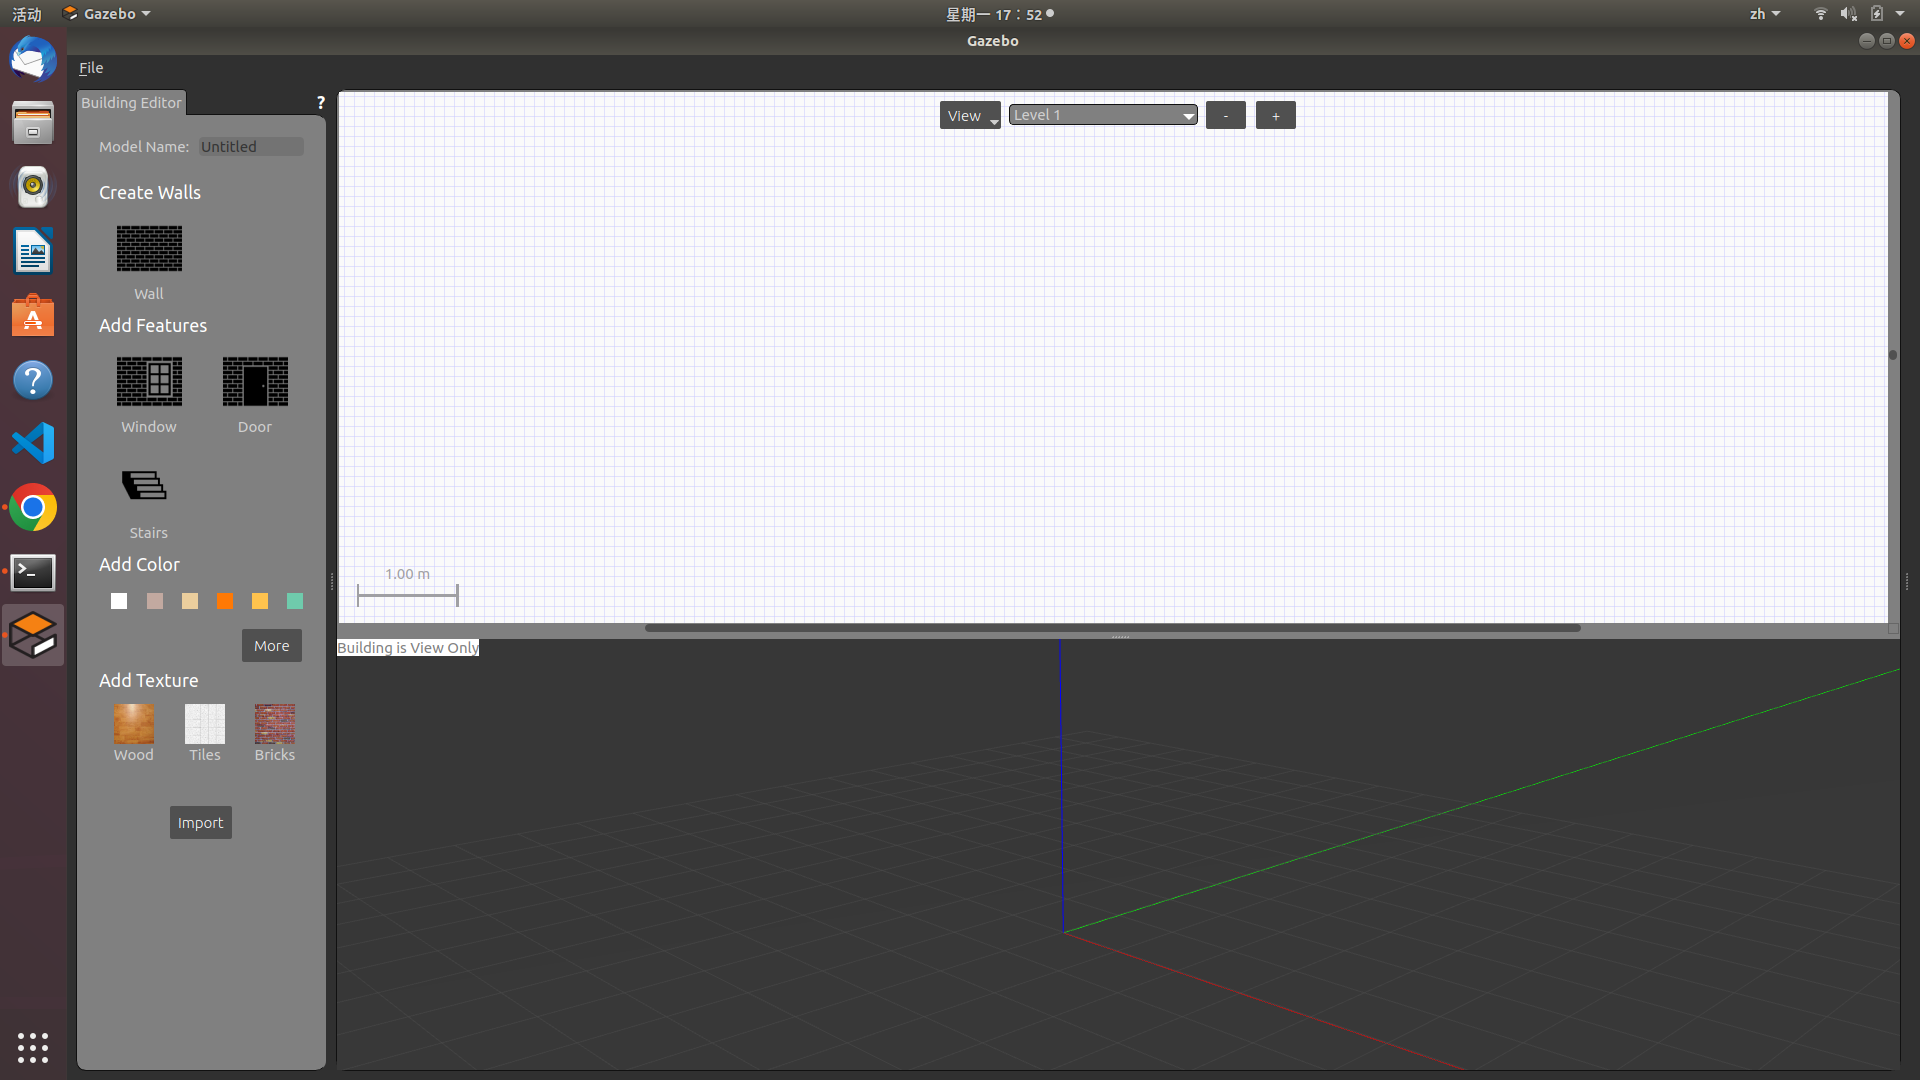 活动 Gazebo 星期一 17：52 zh
Gazebo
File
Building Editor ?
Model Name: Untitled
Create Walls
Wall
Add Features
Window Door
Stairs
Add Color
More
Add Texture
Wood Tiles Bricks
Import
View Level 1 - +
1.00 m
Building is View Only